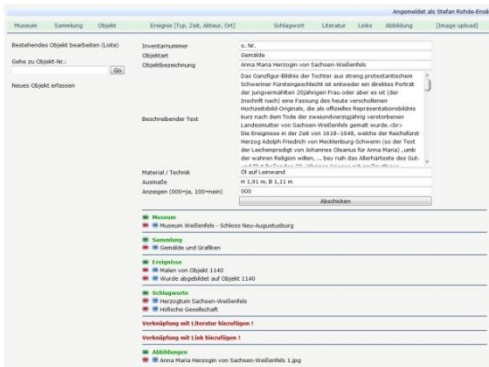 Angemeldet als Stefan Rohde-Enslin
Museum Sammlung Objekt Ereignis [Typ, Zeit, Akteur, Ort] Schlagwort Literatur Links Abbildung [Image upload]
Bestehendes Objekt bearbeiten (Liste)
Gehe zu Objekt-Nr.:
Go
Neues Objekt erfassen
Inventarnummer o. Nr.
Objektart Gemälde
Objektbezeichnung Anna Maria Herzogin von Sachsen-Weißenfels
Beschreibender Text
Das Ganzfigur-Bildnis der Tochter aus streng protestantischem
Schweriner Fürstengeschlecht ist entweder ein direktes Porträt
der jungvermählten 20jährigen Frau oder aber es ist (der
Inschrift nach) eine Fassung des heute verschollenen
Hochzeitsbild-Originals, die als offizielles Repräsentationsbildnis
kurz nach dem Tode der zweiundvierzigjährig verstorbenen
Landesmutter von Sachsen-Weißenfels gemalt wurde.<br>
Die Ereignisse in der Zeit von 1618-1648, welche der Reichsfürst
Herzog Adolph Friedrich von Mecklenburg-Schwerin (so der Text
der Leichenpredigt von Johannes Olearius für Anna Maria) „umb
der wahren Religion willen, ... bey nah das Allerhärteste des Gut-
Material / Technik Öl auf Leinwand
Ausmaße H 1,91 m, B 1,11 m
Anzeigen (000=ja, 100=nein) 000
Abschicken
Museum
Museum Weißenfels - Schloss Neu-Augustusburg
Sammlung
Gemälde und Grafiken
Ereignisse
Malen von Objekt 1140
Wurde abgebildet auf Objekt 1140
Schlagworte
Herzogtum Sachsen-Weißenfels
Höfische Gesellschaft
Verknüpfung mit Literatur hinzufügen !
Verknüpfung mit Link hinzufügen !
Abbildungen
Anna Maria Herzogin von Sachsen-Weißenfels 1.jpg